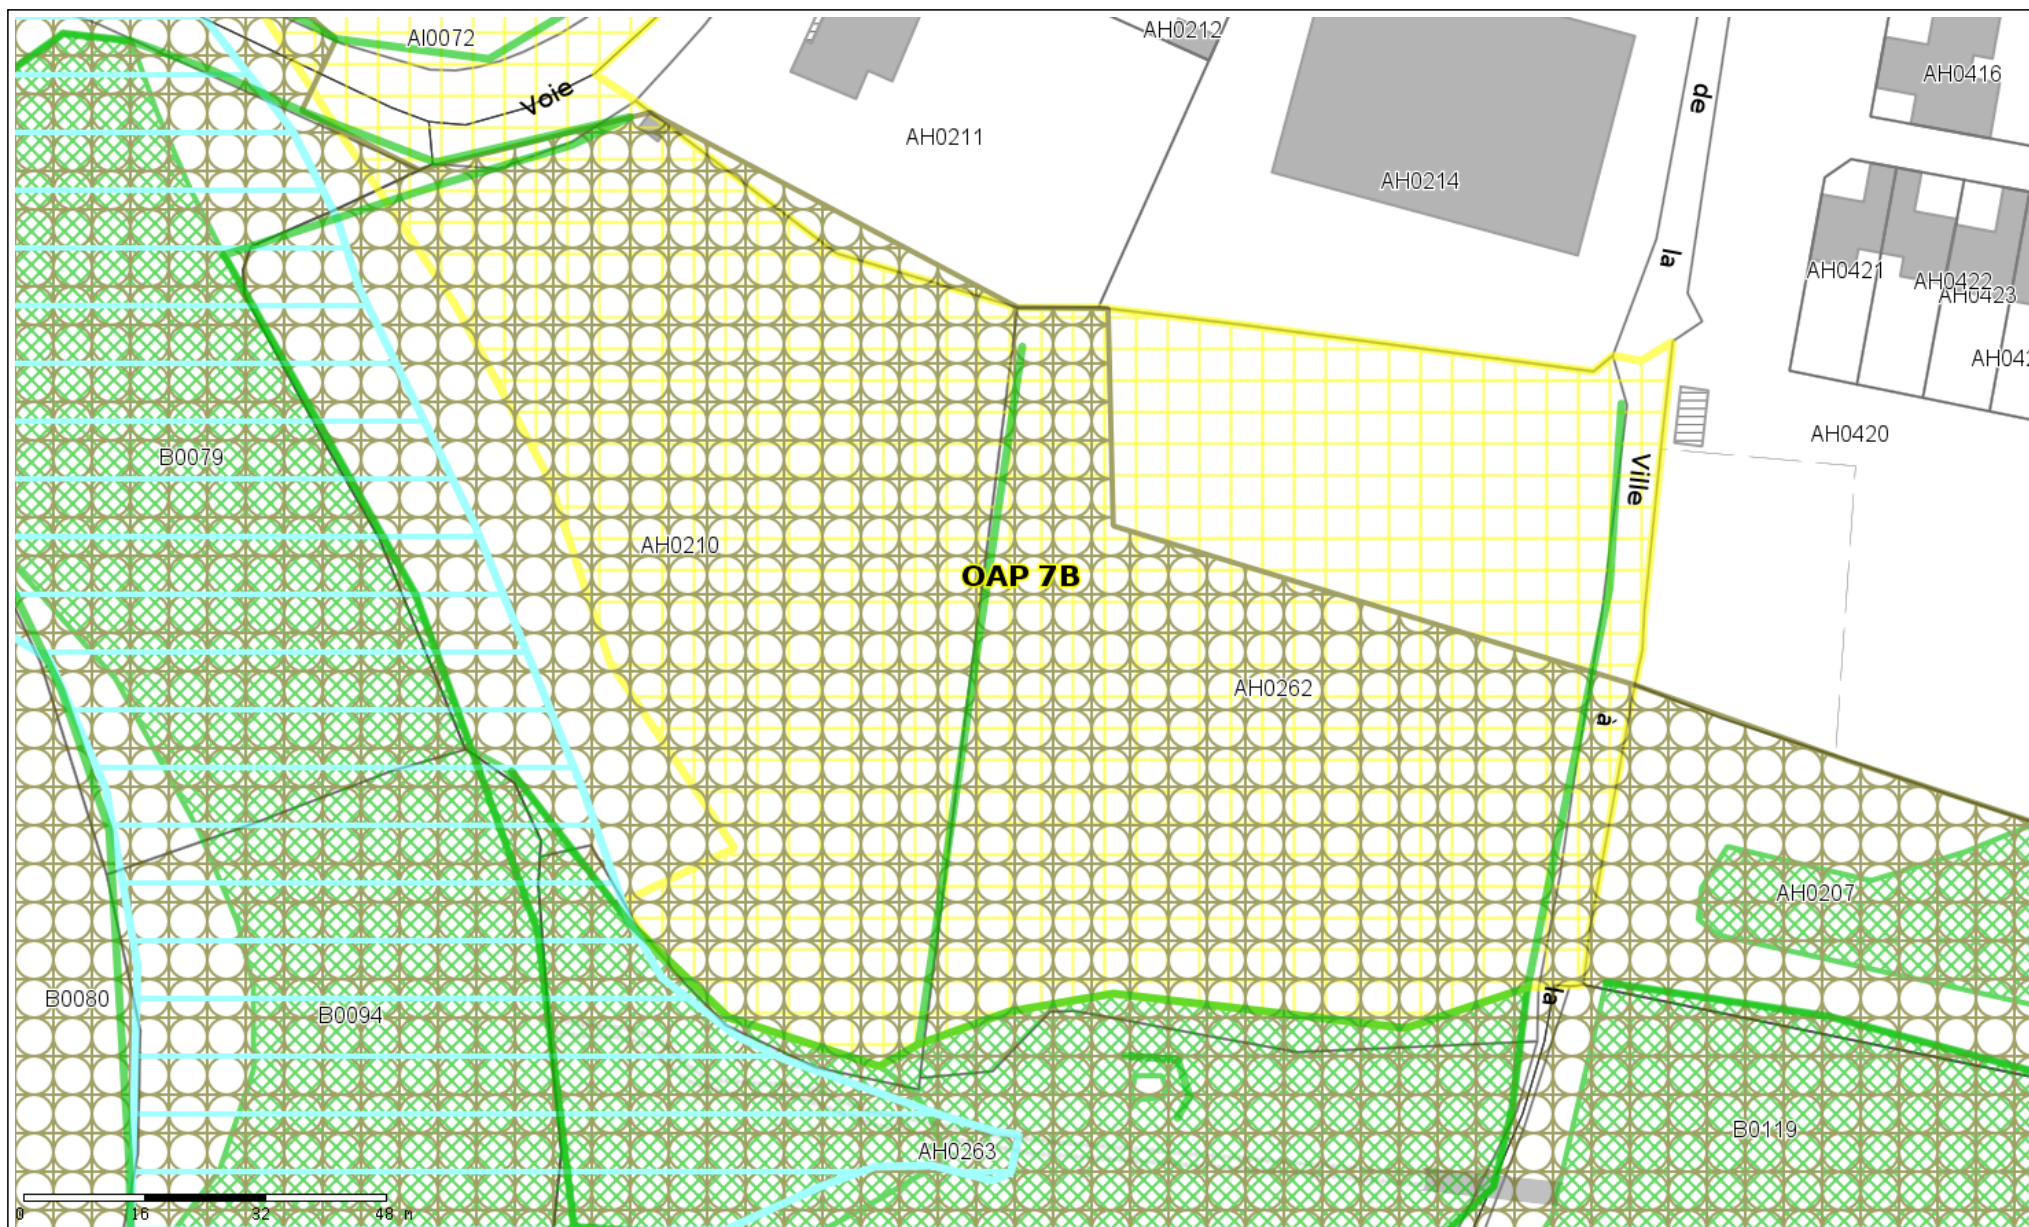 AI0072
AH0212
AH0416
Voie
de
AH0211
AH0214
la
AH0421
AH0422
AH0423
AH042
AH0420
B0079
Ville
AH0210
OAP 7B
AH0262
à
AH0207
la
B0080
B0094
B0119
AH0263
0 16 32 48 m